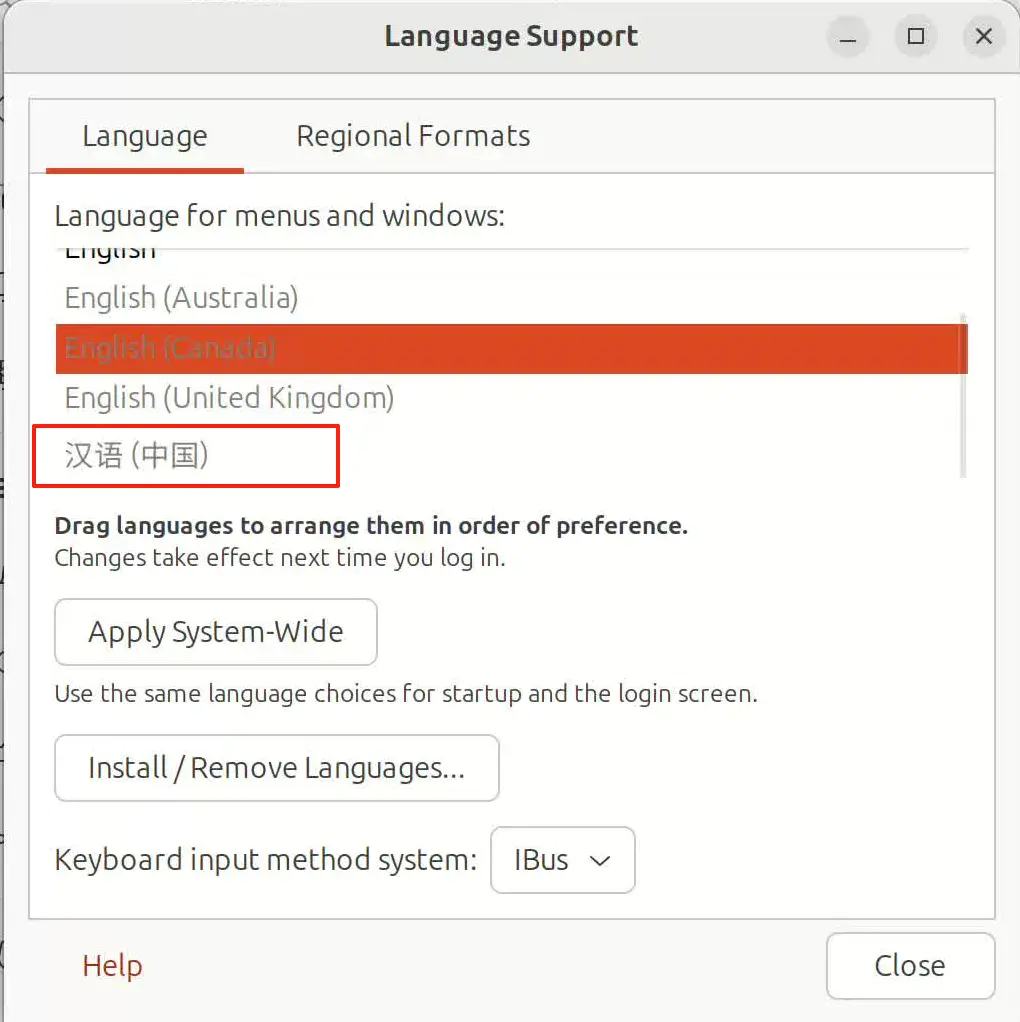 Language Support
Language
Regional Formats
Language for menus and windows:
English
English (Australia)
English (Canada)
English (United Kingdom)
汉语 (中国)
Drag languages to arrange them in order of preference.
Changes take effect next time you log in.
Apply System-Wide
Use the same language choices for startup and the login screen.
Install / Remove Languages...
Keyboard input method system:
IBus
Help
Close